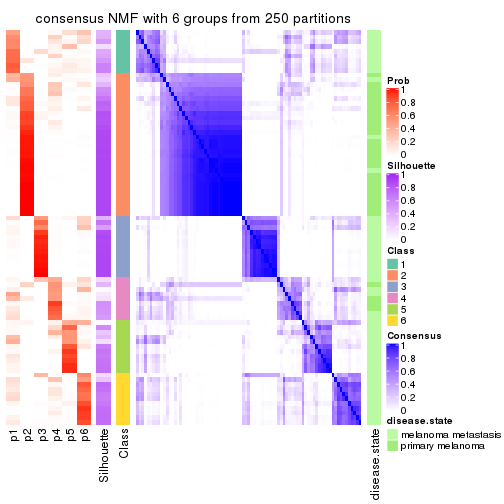 consensus NMF with 6 groups from 250 partitions
Prob
1
0.8
0.6
0.4
0.2
0
Silhouette
1
0.8
0.6
0.4
0.2
0
Class
1
2
3
4
5
6
Consensus
1
0.8
0.6
0.4
0.2
0
disease.state
melanoma metastasis
primary melanoma
p1
p2
p3
p4
p5
p6
Silhouette
Class
disease.state